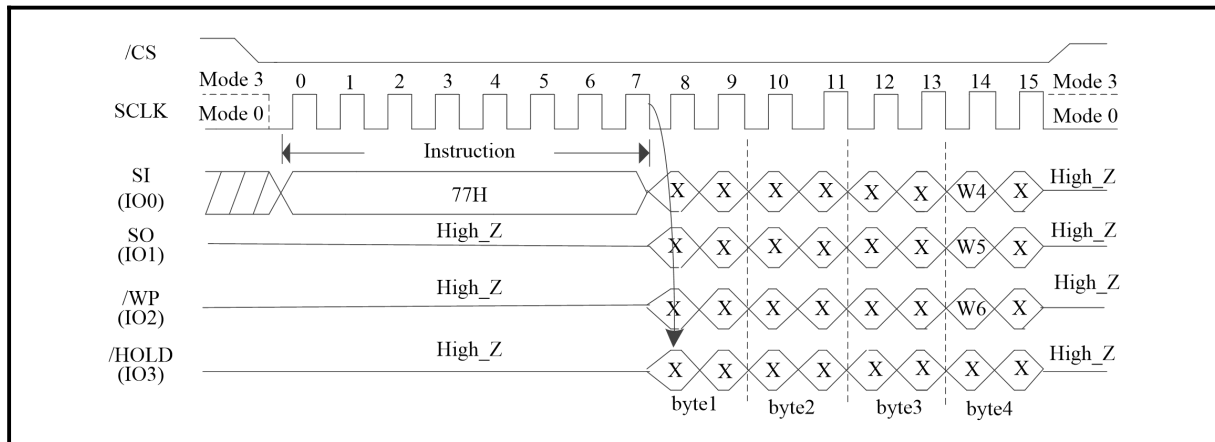 /CS
Mode 3 0 1 2 3 4 5 6 7 8 9 10 11 12 13 14 15 Mode 3
SCLK
Mode 0 Mode 0
Instruction
SI
(IO0)
77H X X X X X X W4 X High_Z
SO
(IO1)
High_Z X X X X X X W5 X High_Z
/WP
(IO2)
High_Z X X X X X X W6 X High_Z
/HOLD
(IO3)
High_Z X X X X X X X X High_Z
byte1 byte2 byte3 byte4